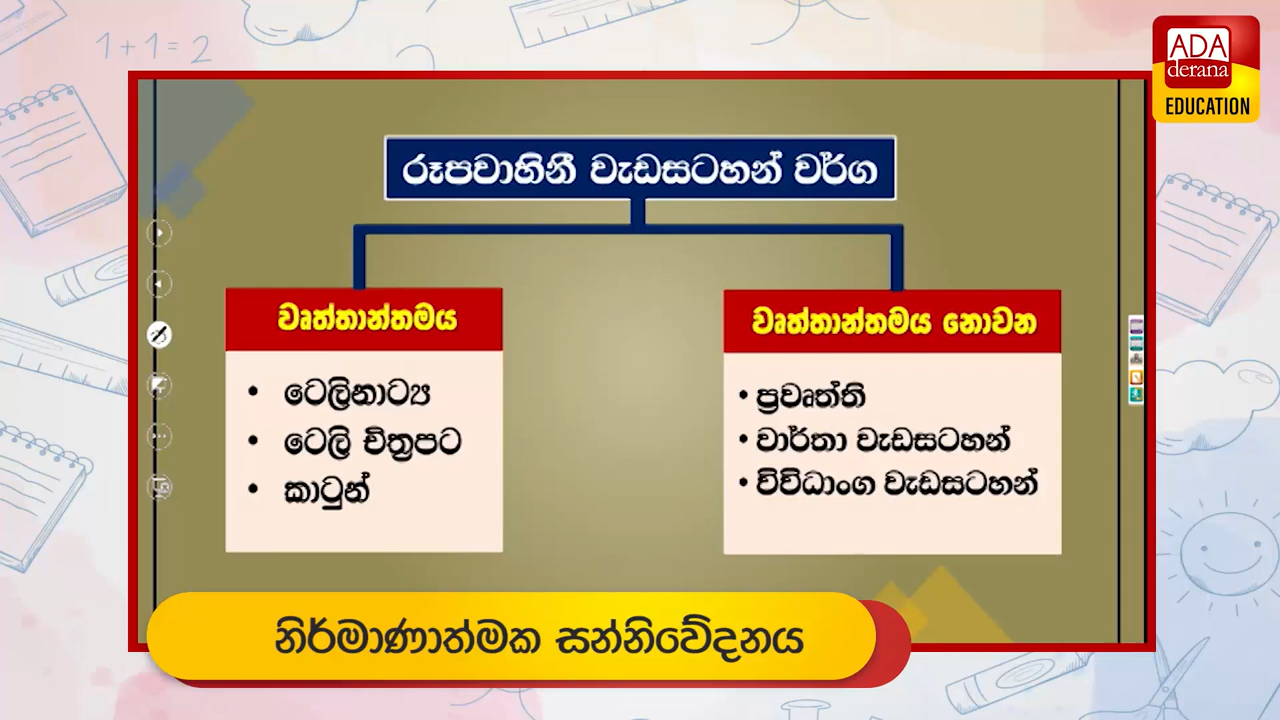 1+1=2
ADA
derana
EDUCATION
රූපවාහිනී වැඩසටහන් වර්ග
වෘත්තාන්තමය
• ටෙලිනාට්‍ය
• ටෙලි චිත්‍රපට
• කාටුන්
වෘත්තාන්තමය නොවන
• ප්‍රවෘත්ති
• වාර්තා වැඩසටහන්
• විවිධාංග වැඩසටහන්
නිර්මාණාත්මක සන්නිවේදනය